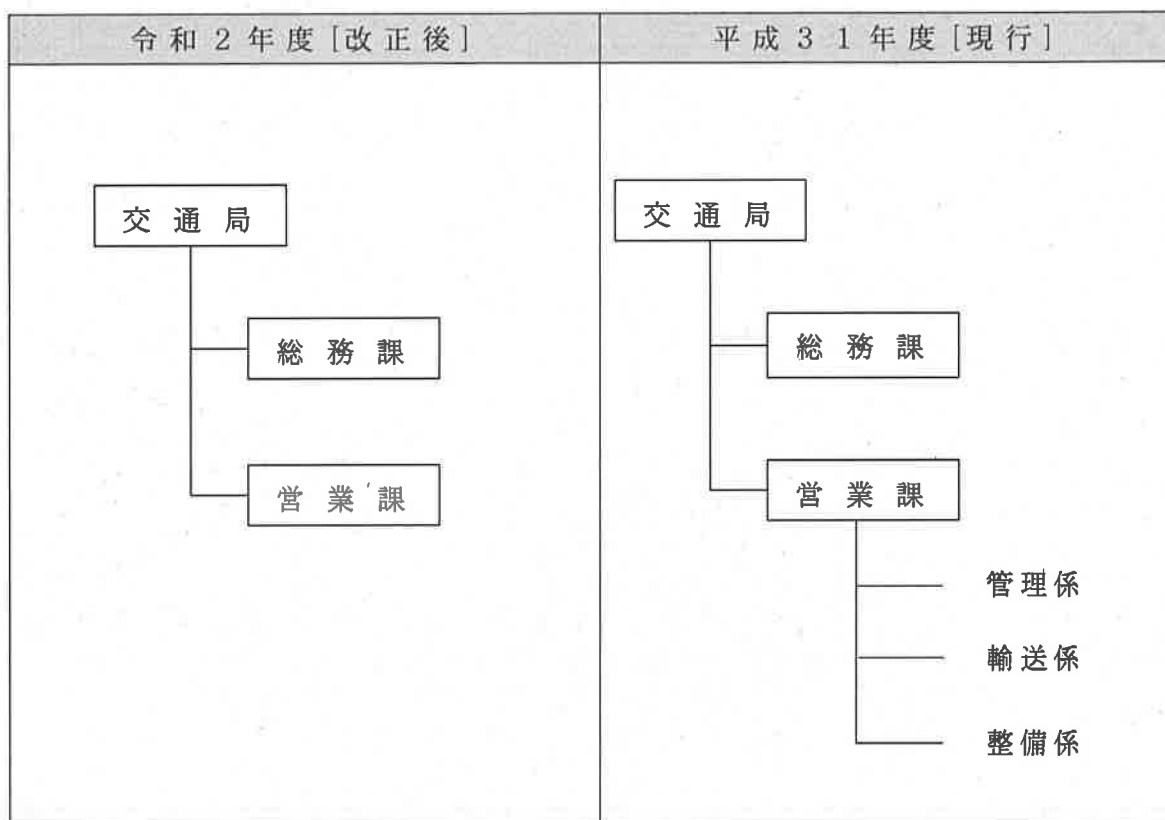 令和2年度[改正後]
平成31年度[現行]
交通局
総務課
営業課
交通局
総務課
営業課
管理係
輸送係
整備係